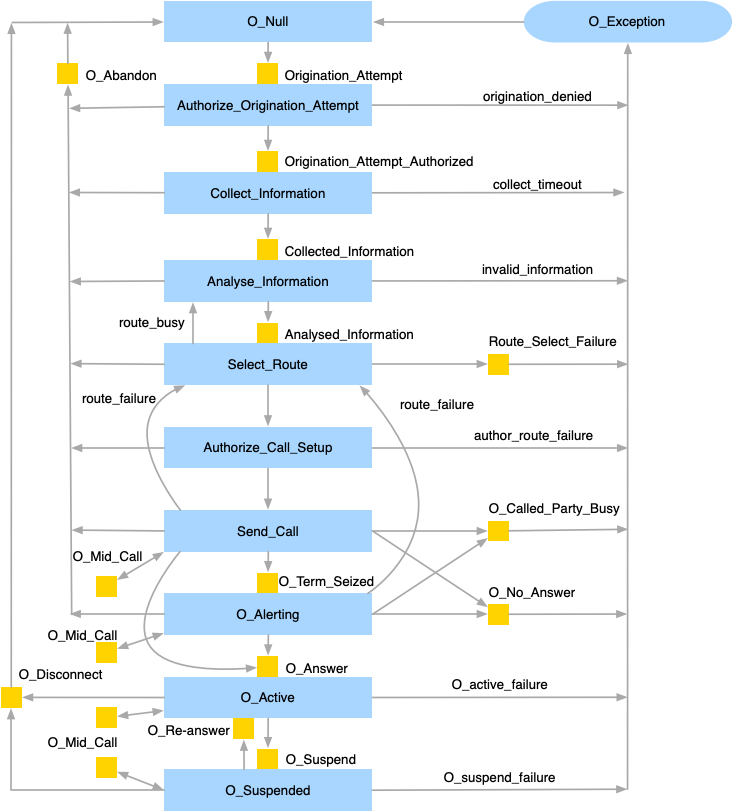 O_Null
O_Exception
O_Abandon
Origination_Attempt
Authorize_Origination_Attempt
origination_denied
Origination_Attempt_Authorized
Collect_Information
collect_timeout
Collected_Information
Analyse_Information
invalid_information
route_busy
Analysed_Information
Select_Route
Route_Select_Failure
route_failure
route_failure
Authorize_Call_Setup
author_route_failure
Send_Call
O_Called_Party_Busy
O_Mid_Call
O_Term_Seized
O_No_Answer
O_Alerting
O_Mid_Call
O_Answer
O_Disconnect
O_Active
O_active_failure
O_Re-answer
O_Mid_Call
O_Suspend
O_Suspended
O_suspend_failure